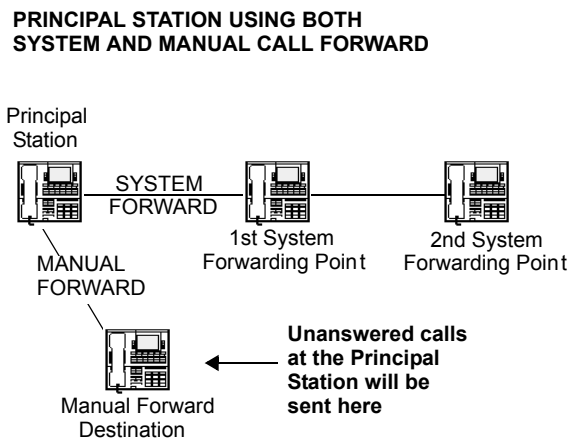 PRINCIPAL STATION USING BOTH
SYSTEM AND MANUAL CALL FORWARD
Principal
Station
SYSTEM
FORWARD
1st System
Forwarding Point
2nd System
Forwarding Point
MANUAL
FORWARD
Unanswered calls
at the Principal
Station will be
sent here
Manual Forward
Destination